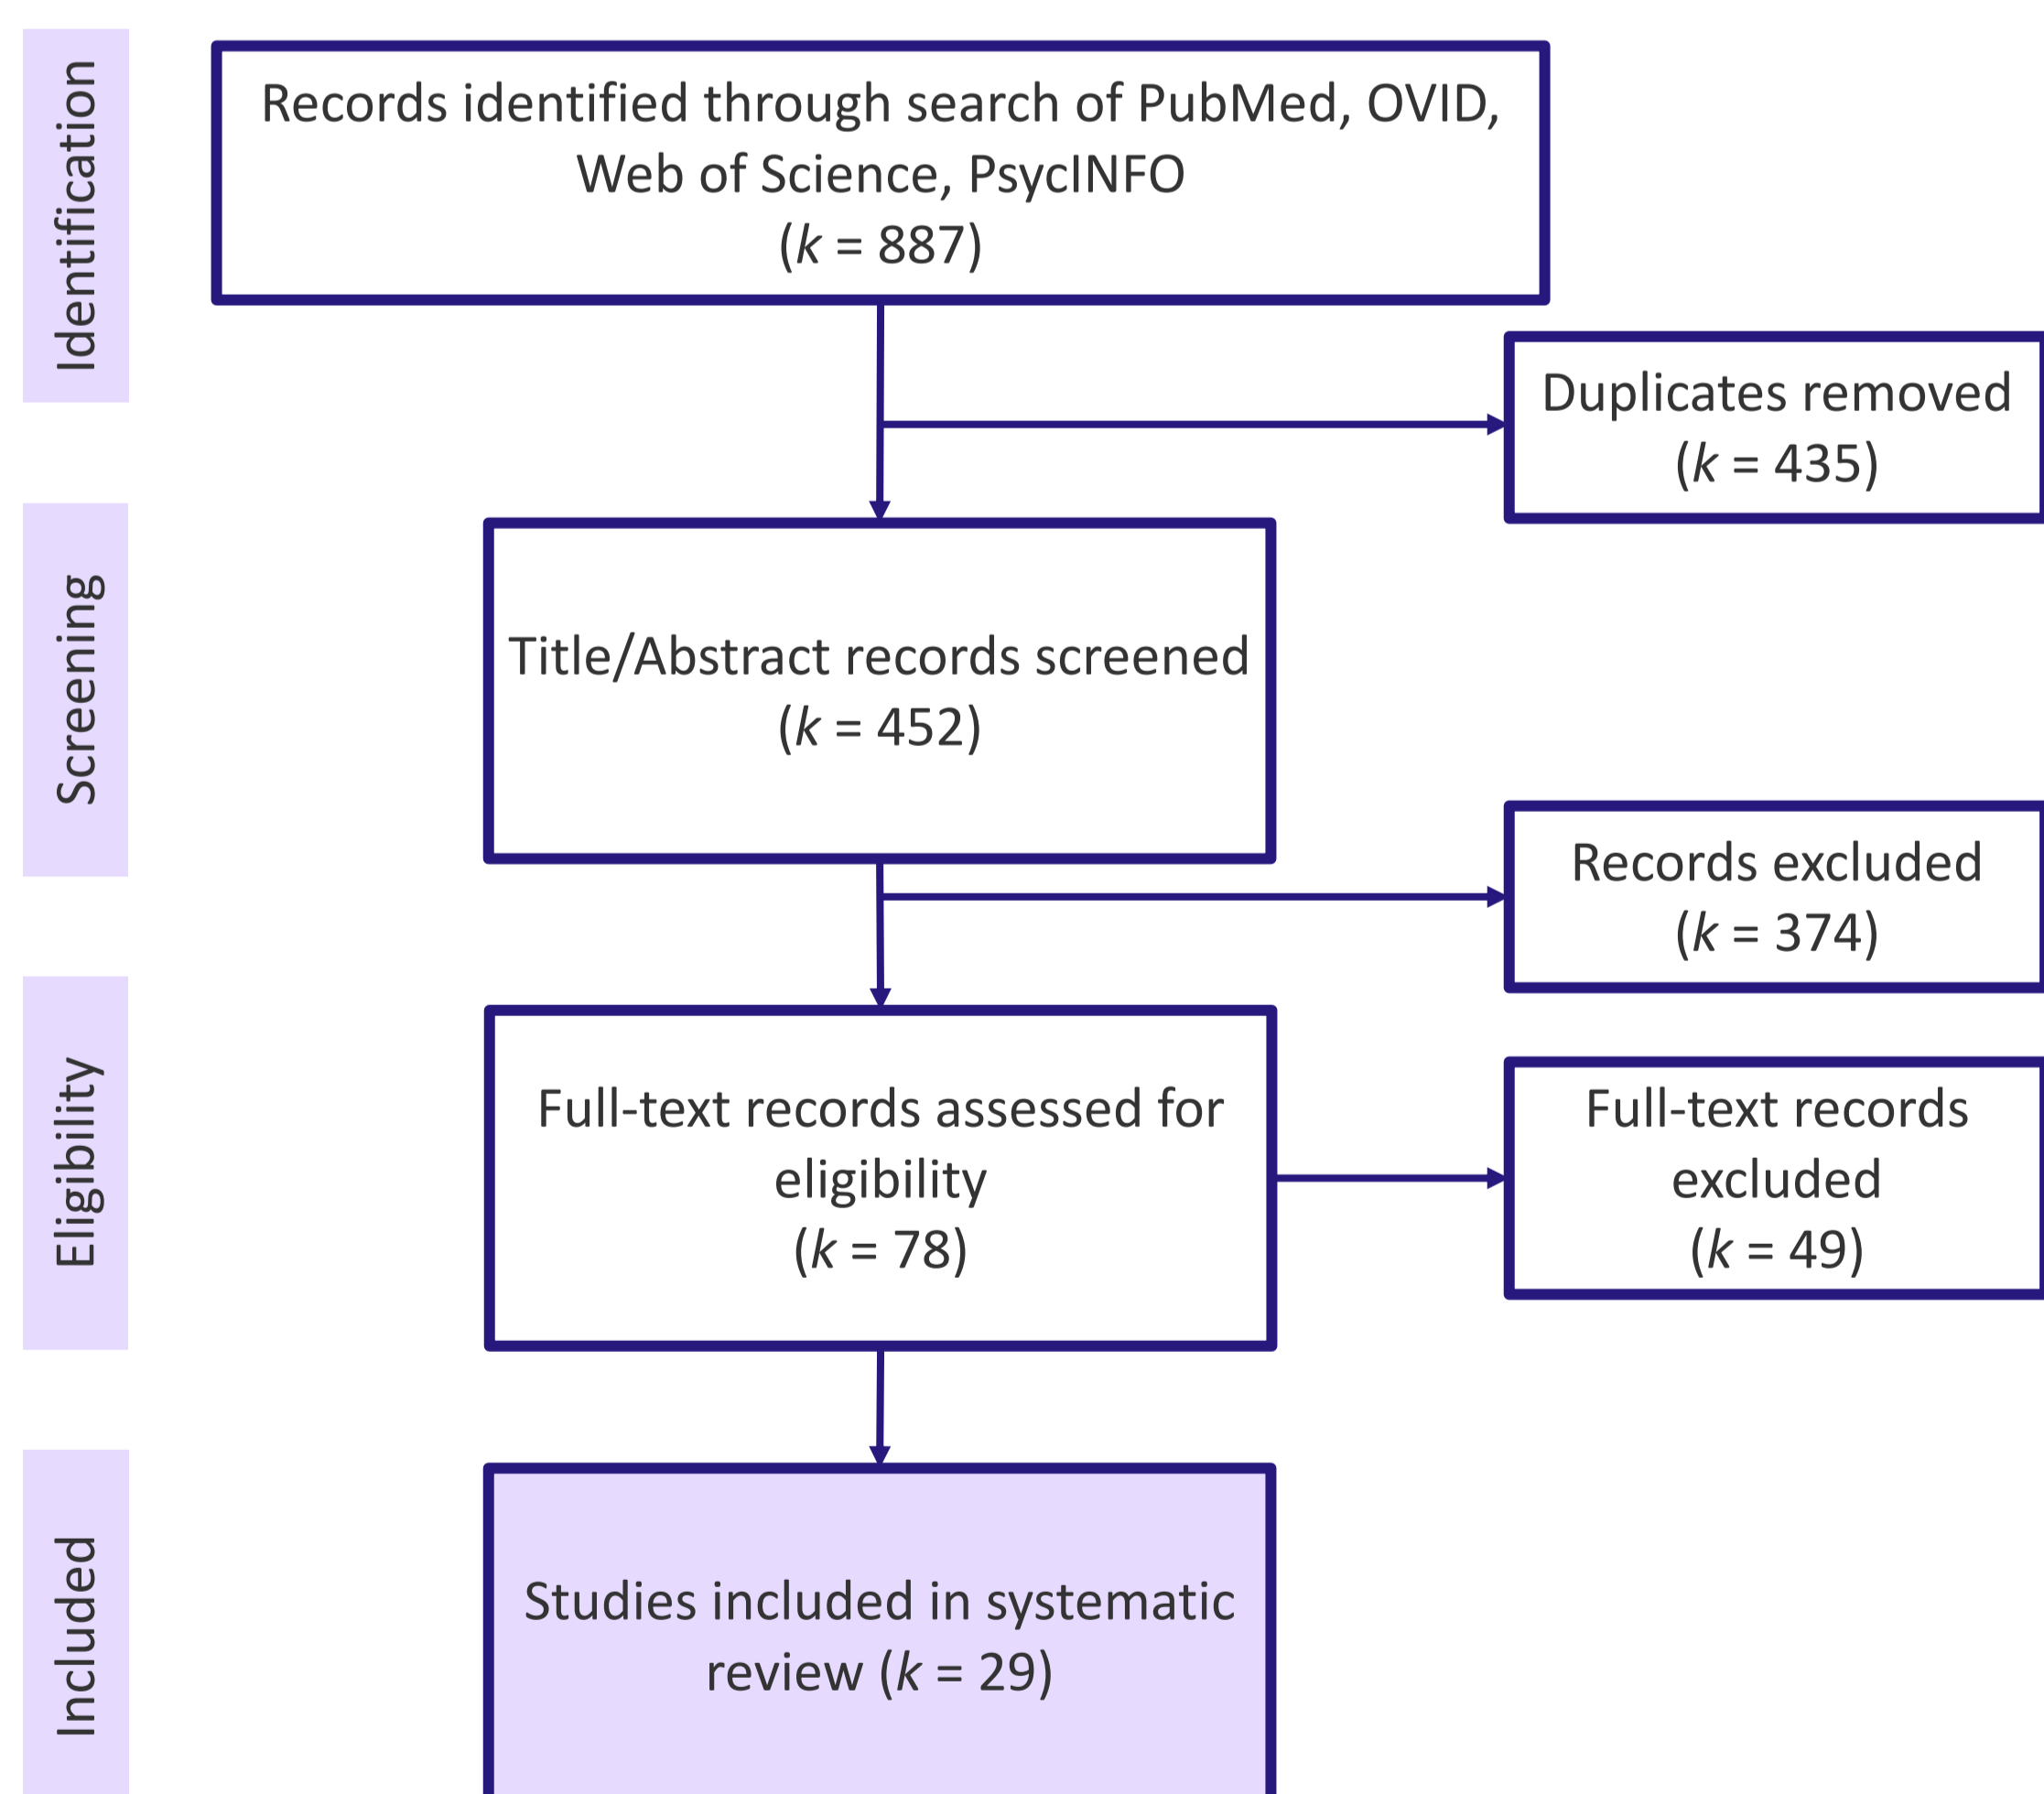 Identification
Records identified through search of PubMed, OVID,
Web of Science, PsycINFO
(k = 887)
Duplicates removed
(k = 435)
Screening
Title/Abstract records screened
(k = 452)
Records excluded
(k = 374)
Eligibility
Full-text records assessed for
eligibility
(k = 78)
Full-text records
excluded
(k = 49)
Included
Studies included in systematic
review (k = 29)